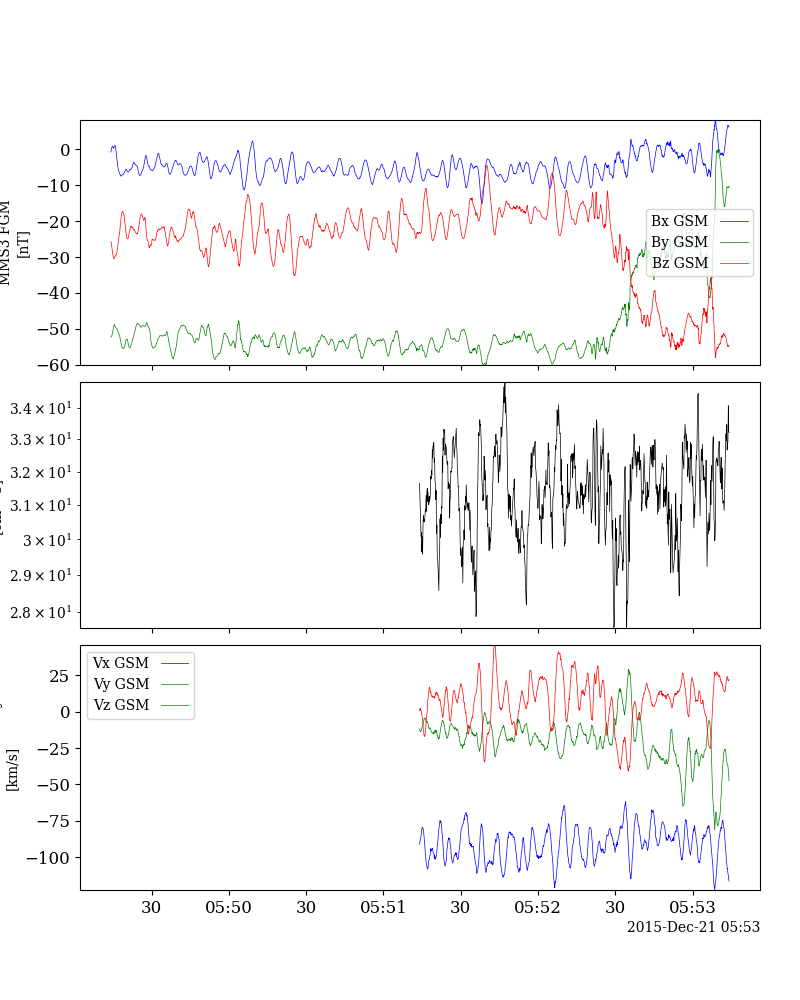 0
−10
−20
−30
−40
−50
−60
MMS3 FGM
[nT]
Bx GSM
By GSM
Bz GSM
3.4 × 10¹
3.3 × 10¹
3.2 × 10¹
3.1 × 10¹
3 × 10¹
2.9 × 10¹
2.8 × 10¹
25
0
−25
−50
−75
−100
[km/s]
Vx GSM
Vy GSM
Vz GSM
30 05:50 30 05:51 30 05:52 30 05:53
2015-Dec-21 05:53